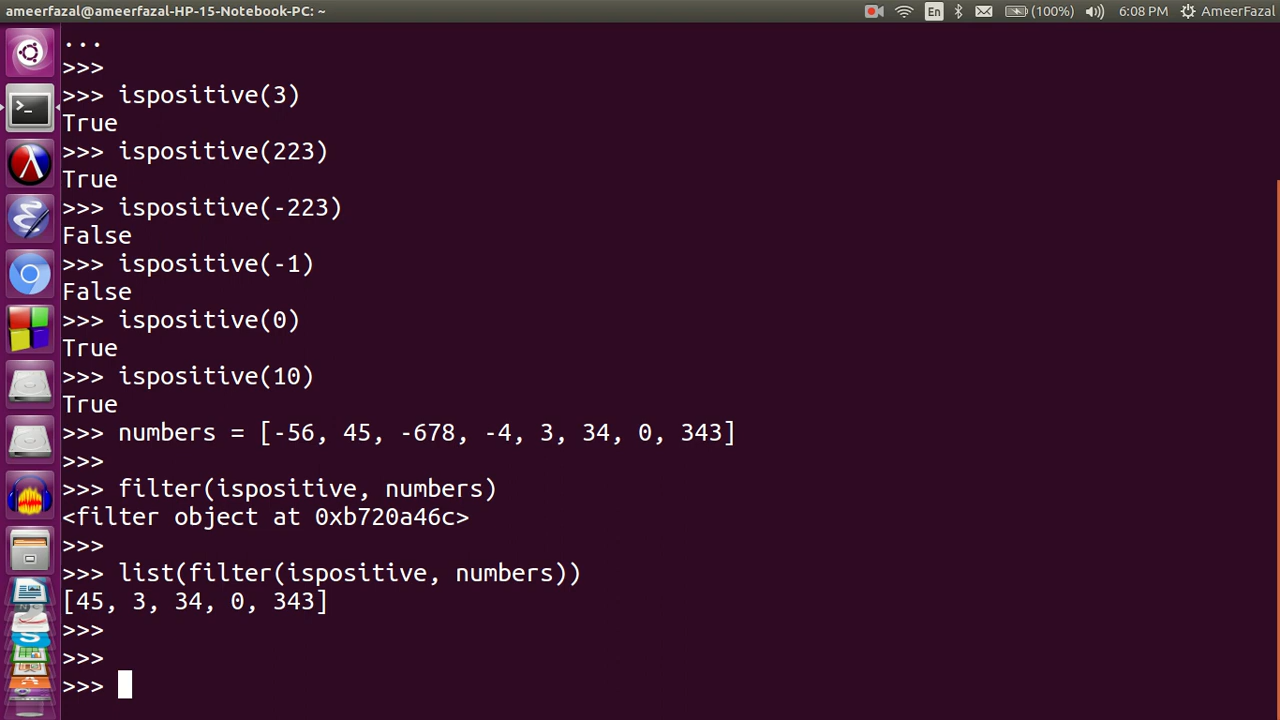 ameerfazal@ameerfazal-HP-15-Notebook-PC: ~
En (100%) 6:08 PM AmeerFazal
...
>>>
>>> ispositive(3)
True
>>> ispositive(223)
True
>>> ispositive(-223)
False
>>> ispositive(-1)
False
>>> ispositive(0)
True
>>> ispositive(10)
True
>>> numbers = [-56, 45, -678, -4, 3, 34, 0, 343]
>>>
>>> filter(ispositive, numbers)
<filter object at 0xb720a46c>
>>>
>>> list(filter(ispositive, numbers))
[45, 3, 34, 0, 343]
>>>
>>>
>>>